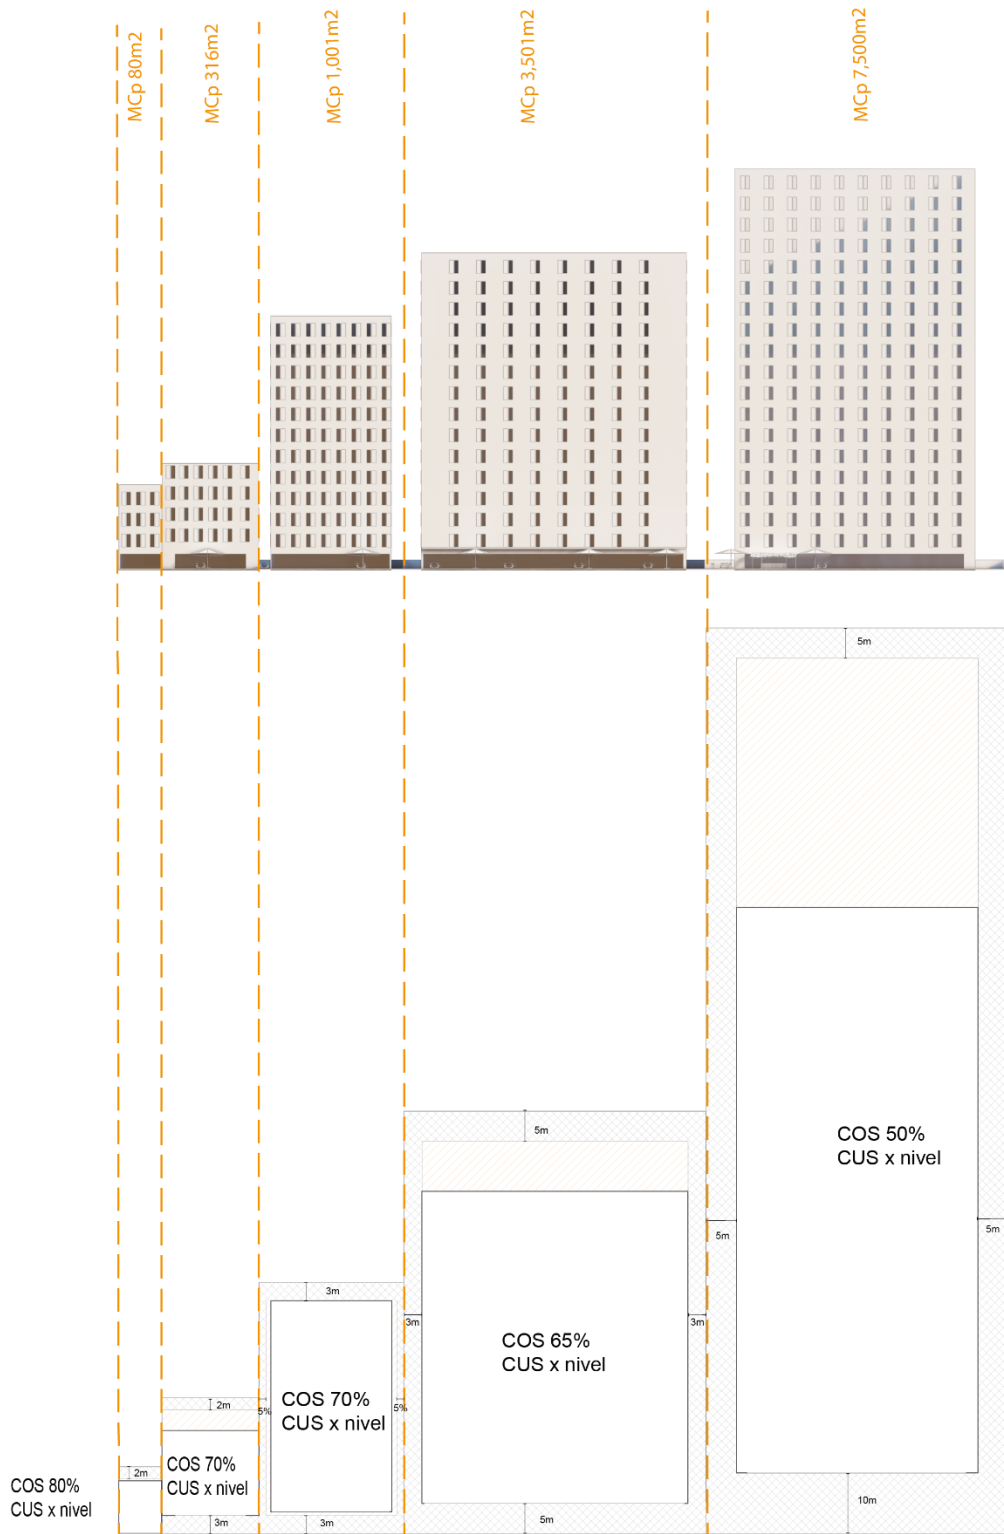 MCp 80m2
MCp 316m2
MCp 1,001m2
MCp 3,501m2
MCp 7,500m2
5m
COS 50%
CUS x nivel
5m
5m
10m
5m
3m
3m
COS 65%
CUS x nivel
5m
3m
5%
5%
COS 70%
CUS x nivel
3m
2m
COS 70%
CUS x nivel
3m
2m
COS 80%
CUS x nivel